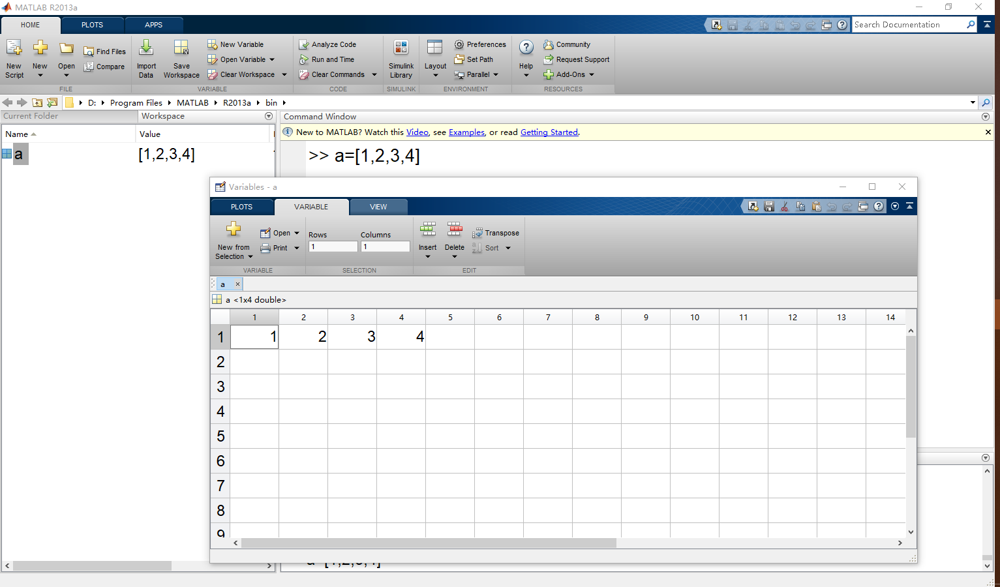 MATLAB R2013a
HOME PLOTS APPS
Search Documentation
New Script
New
Open
Find Files
Compare
Import Data
Save Workspace
New Variable
Open Variable
Clear Workspace
Analyze Code
Run and Time
Clear Commands
Simulink Library
Layout
Preferences
Set Path
Parallel
Help
Community
Request Support
Add-Ons
FILE VARIABLE CODE SIMULINK ENVIRONMENT RESOURCES
D: Program Files MATLAB R2013a bin
Current Folder
Workspace
Name Value
a [1,2,3,4]
Command Window
New to MATLAB? Watch this Video, see Examples, or read Getting Started.
>> a=[1,2,3,4]
Variables - a
PLOTS VARIABLE VIEW
New from Selection
Open
Print
Rows Columns
1 1
Insert
Delete
Transpose
Sort
VARIABLE SELECTION EDIT
a
a <1x4 double>
1 2 3 4 5 6 7 8 9 10 11 12 13 14
1 1 2 3 4
2
3
4
5
6
7
8
9